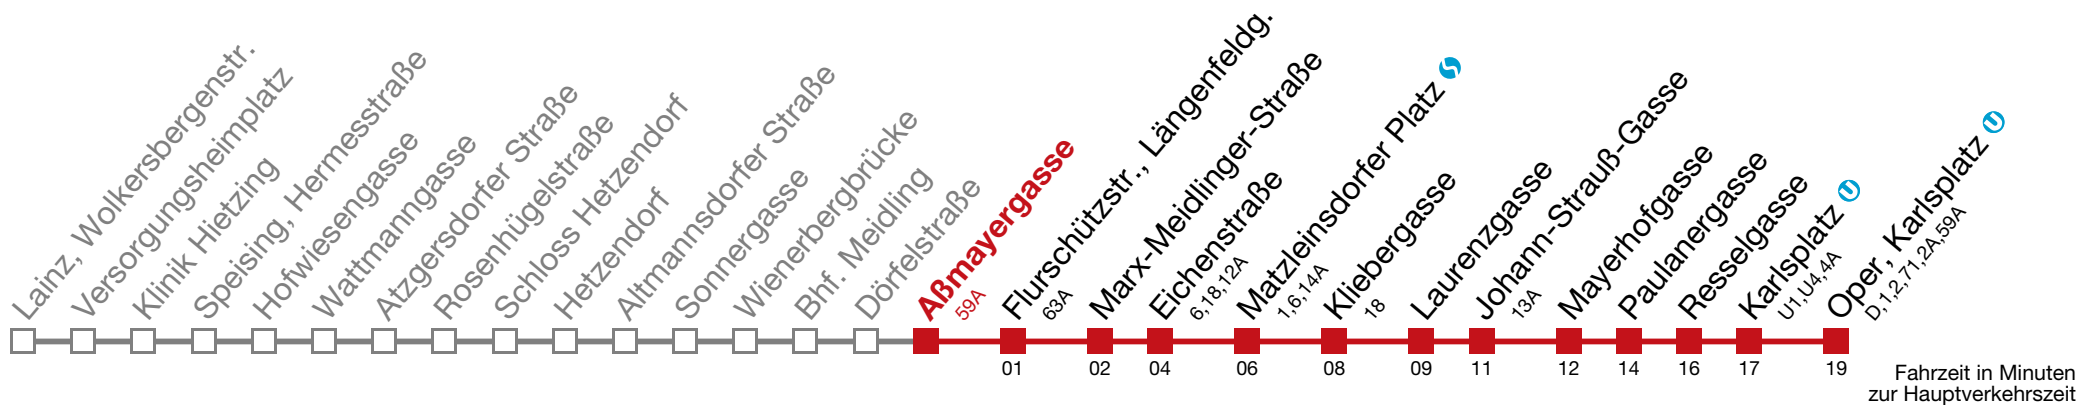 Lainz, Wolkersbergenstr.
Versorgungsheimplatz
Klinik Hietzing
Speising, Hermesstraße
Hofwiesengasse
Wattmanngasse
Atzgersdorfer Straße
Rosenhügelstraße
Schloss Hetzendorf
Hetzendorf
Altmannsdorfer Straße
Sonnergasse
Wienerbergbrücke
Bhf. Meidling
Dörfelstraße
Aßmayergasse
59A
Flurschützstr., Längenfeldg.
63A
Marx-Meidlinger-Straße
Eichenstraße
6,18,12A
Matzleinsdorfer Platz S
1,6,14A
Kliebergasse
18
Laurenzgasse
Johann-Strauß-Gasse
13A
Mayerhofgasse
Paulanergasse
Resselgasse
Karlsplatz U
U1,U4,4A
Oper, Karlsplatz U
D,1,2,71,2A,59A
01 02 04 06 08 09 11 12 14 16 17 19
Fahrzeit in Minuten
zur Hauptverkehrszeit